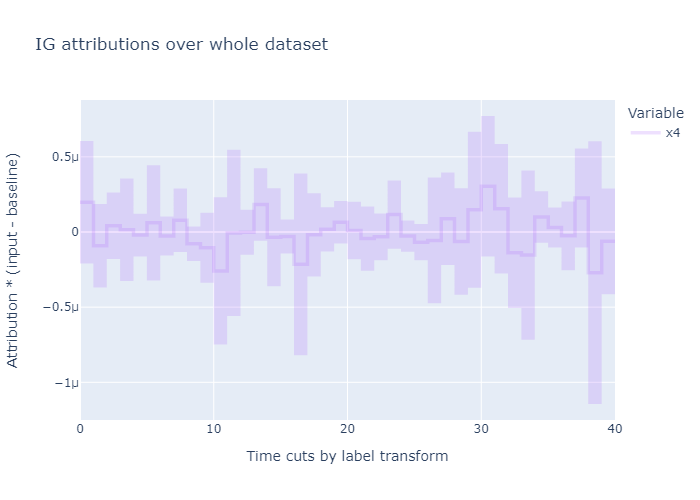 IG attributions over whole dataset
Variable
x4
Attribution * (input - baseline)
0.5μ
0
−0.5μ
−1μ
0 10 20 30 40
Time cuts by label transform